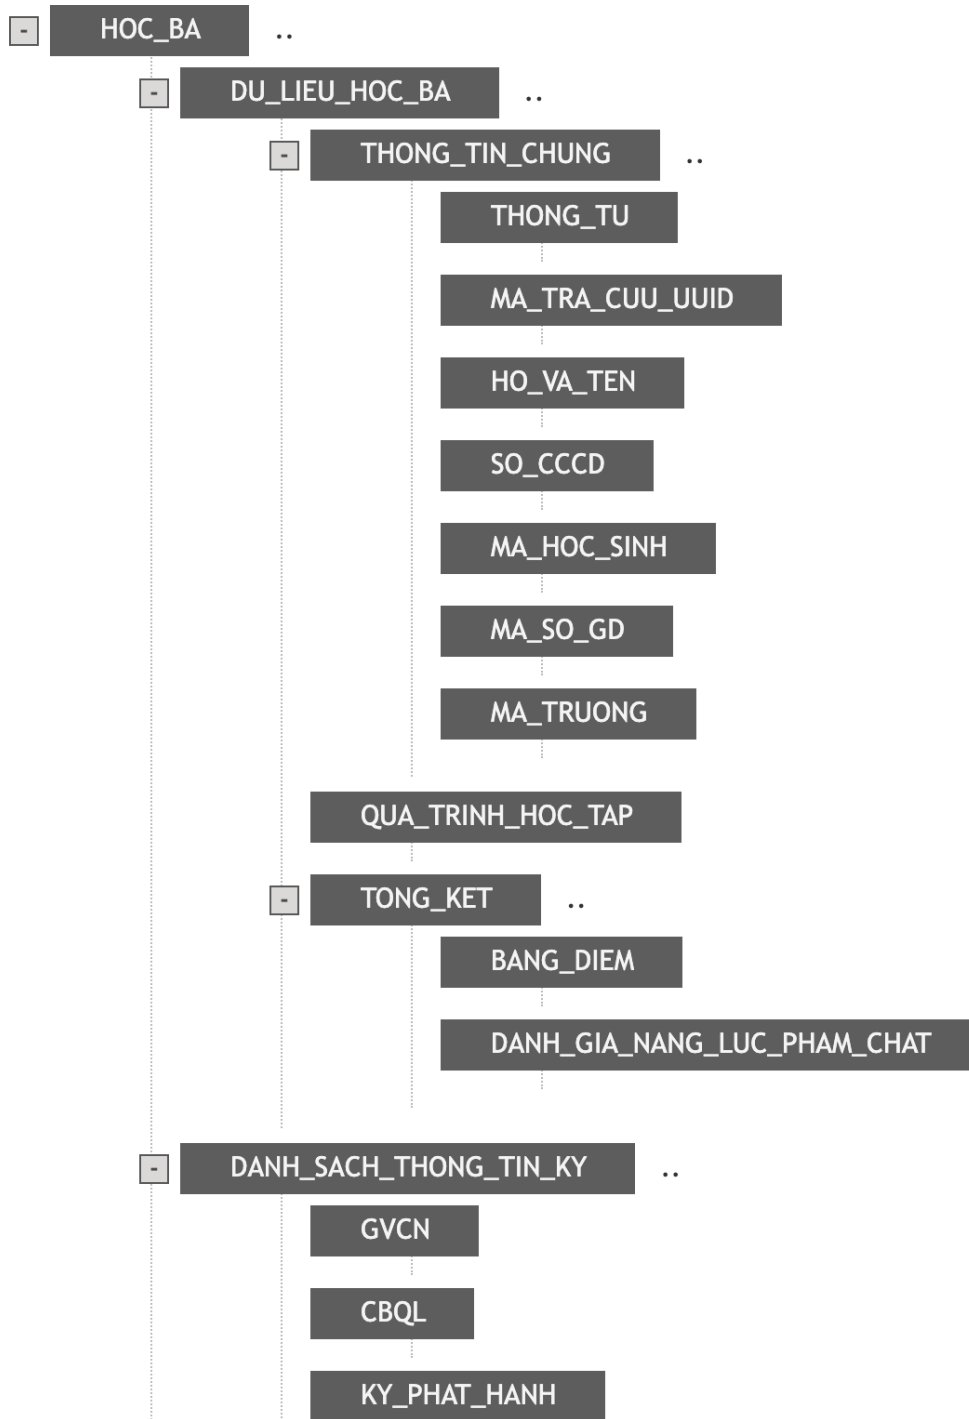 - HOC_BA ..
- DU_LIEU_HOC_BA ..
- THONG_TIN_CHUNG ..
THONG_TU
MA_TRA_CUU_UUID
HO_VA_TEN
SO_CCCD
MA_HOC_SINH
MA_SO_GD
MA_TRUONG
QUA_TRINH_HOC_TAP
- TONG_KET ..
BANG_DIEM
DANH_GIA_NANG_LUC_PHAM_CHAT
- DANH_SACH_THONG_TIN_KY ..
GVCN
CBQL
KY_PHAT_HANH